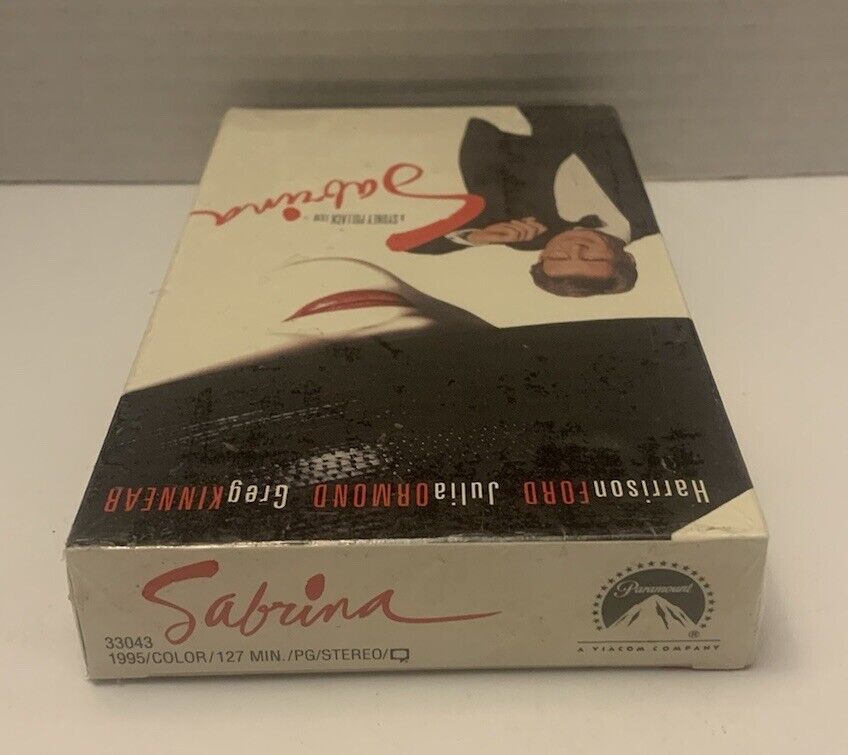 Sabrina
A SYDNEY POLLACK FILM
HarrisonFORD JuliaORMOND GregKINNEAR
Sabrina
33043
1995/COLOR/127 MIN./PG/STEREO/
Paramount
®
A VIACOM COMPANY